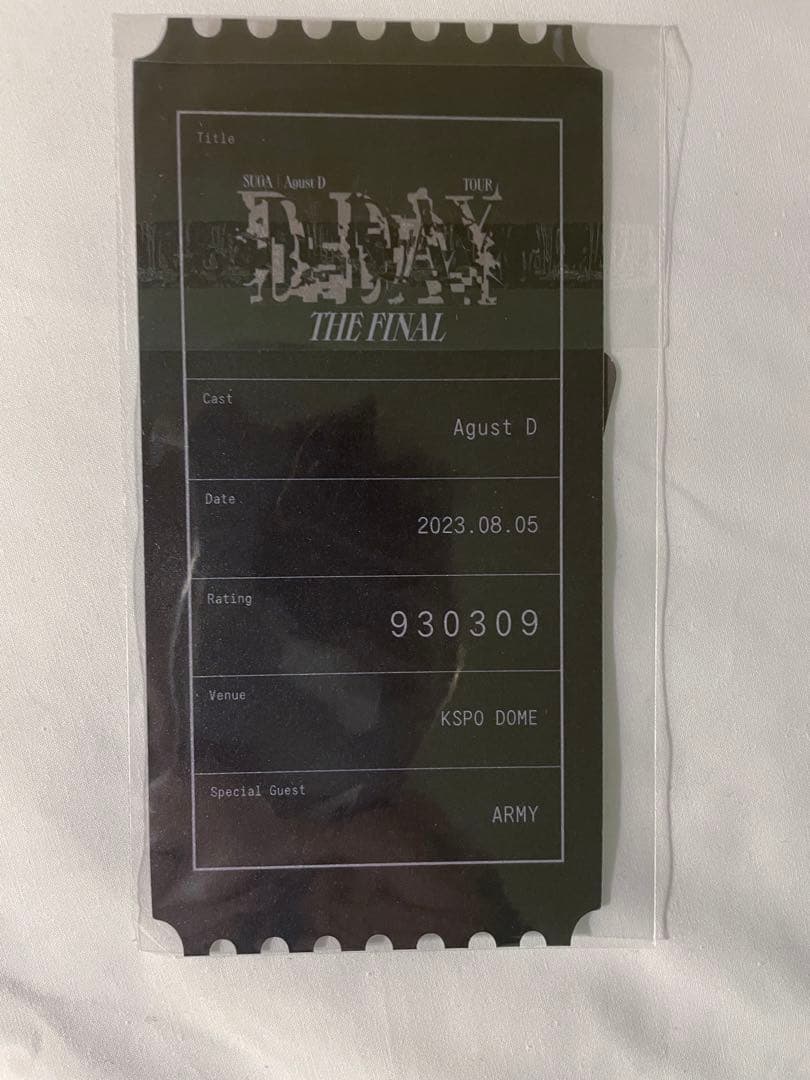 Title
SUGA | Agust D TOUR
D-DAY
THE FINAL
Cast
Agust D
Date
2023.08.05
Rating
930309
Venue
KSPO DOME
Special Guest
ARMY